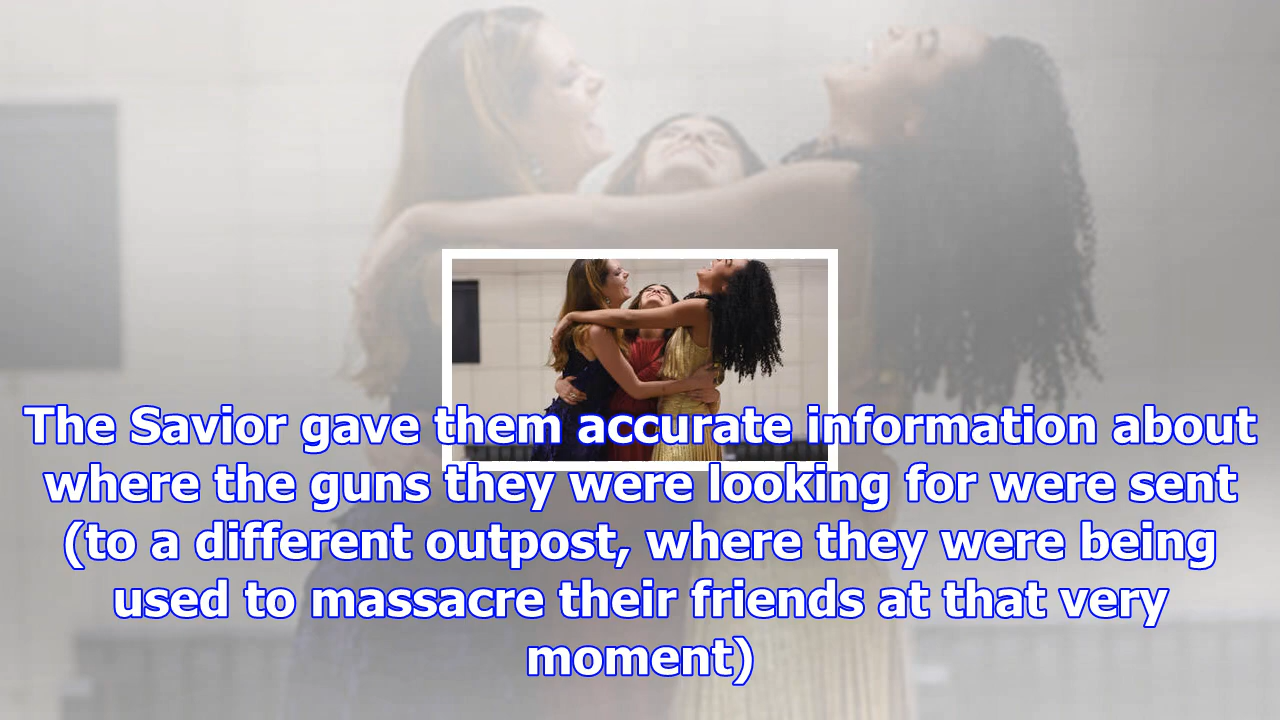 The Savior gave them accurate information about
where the guns they were looking for were sent
(to a different outpost, where they were being
used to massacre their friends at that very
moment)